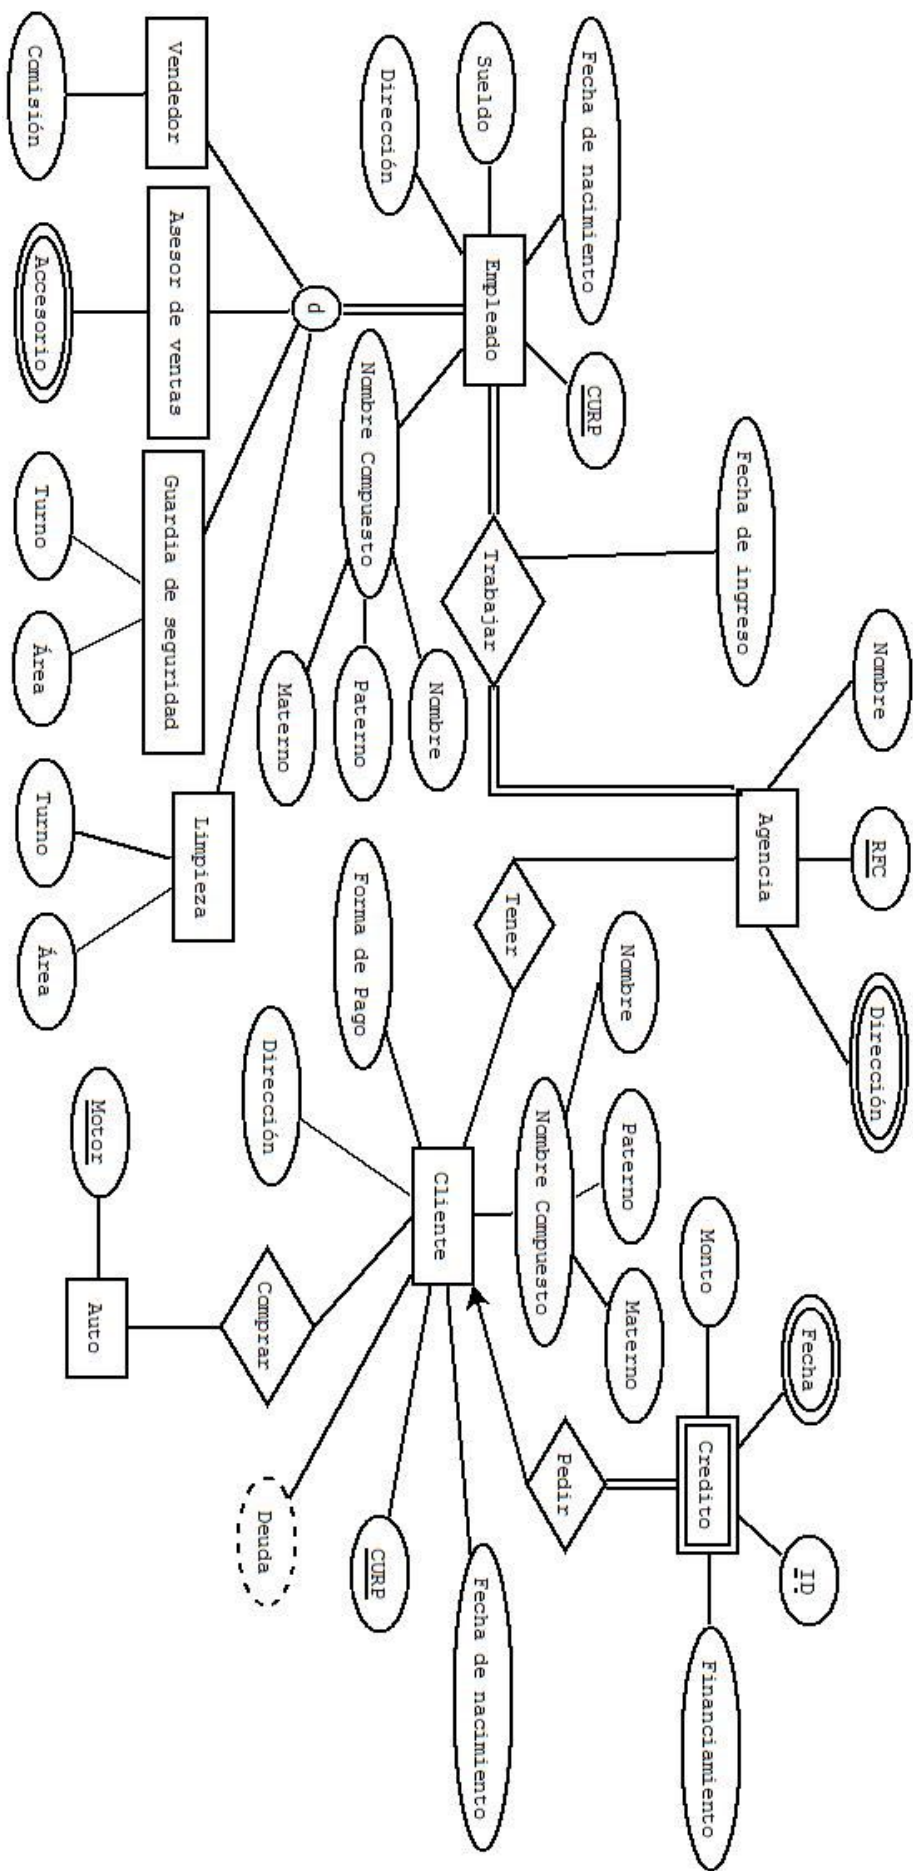 Nombre
RFC
Dirección
Fecha
ID
Agencia
Fecha de ingreso
Monto
Credito
Financiamiento
Nombre
Paterno
Materno
Fecha de nacimiento
CURP
Pedir
Nombre Compuesto
Tener
Sueldo
Empleado
Trabajar
Fecha de nacimiento
Nombre
Cliente
Dirección
CURP
Nombre Compuesto
Paterno
Forma de Pago
d
Materno
Dirección
Comprar
Deuda
Vendedor
Asesor de ventas
Guardia de seguridad
Limpieza
Motor
Auto
Comisión
Accesorio
Turno
Área
Turno
Área